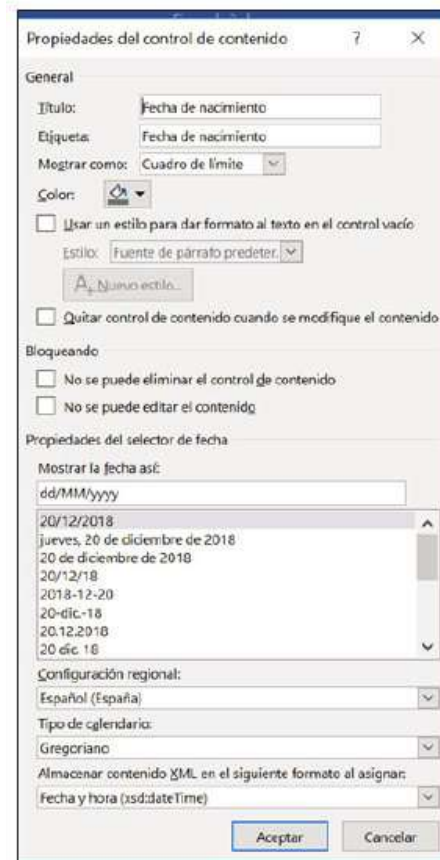 Propiedades del control de contenido ? ×
General
Título: Fecha de nacimiento
Etiqueta: Fecha de nacimiento
Mostrar como: Cuadro de límite
Color:
Usar un estilo para dar formato al texto en el control vacío
Estilo: Fuente de párrafo predeter.
Nuevo estilo...
Quitar control de contenido cuando se modifique el contenido
Bloqueando
No se puede eliminar el control de contenido
No se puede editar el contenido
Propiedades del selector de fecha
Mostrar la fecha así:
dd/MM/yyyy
20/12/2018
jueves, 20 de diciembre de 2018
20 de diciembre de 2018
20/12/18
2018-12-20
20-dic.-18
20.12.2018
20 dic. 18
Configuración regional:
Español (España)
Tipo de calendario:
Gregoriano
Almacenar contenido XML en el siguiente formato al asignar:
Fecha y hora (xsd:dateTime)
Aceptar Cancelar